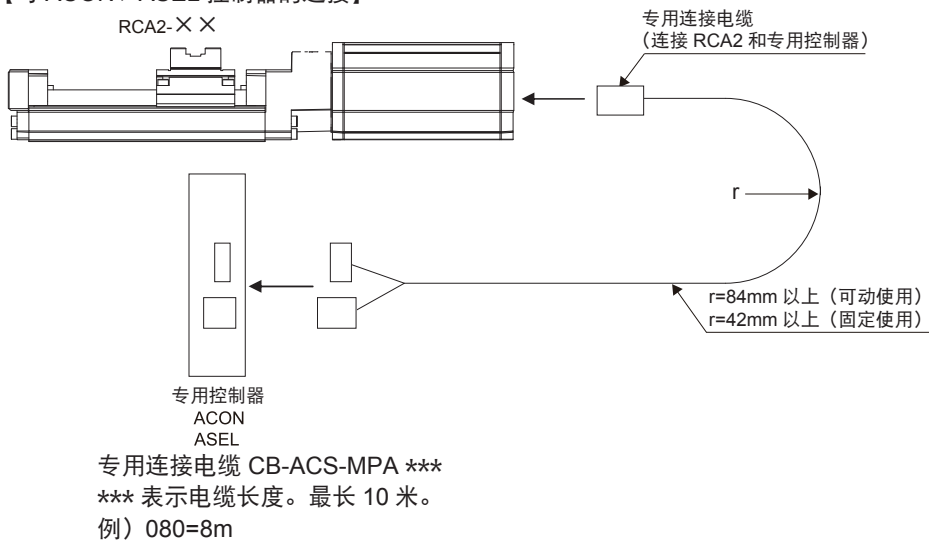 RCA2-××
专用连接电缆
（连接 RCA2 和专用控制器）
r
r=84mm 以上（可动使用）
r=42mm 以上（固定使用）
专用控制器
ACON
ASEL
专用连接电缆 CB-ACS-MPA ***
*** 表示电缆长度。最长 10 米。
例）080=8m